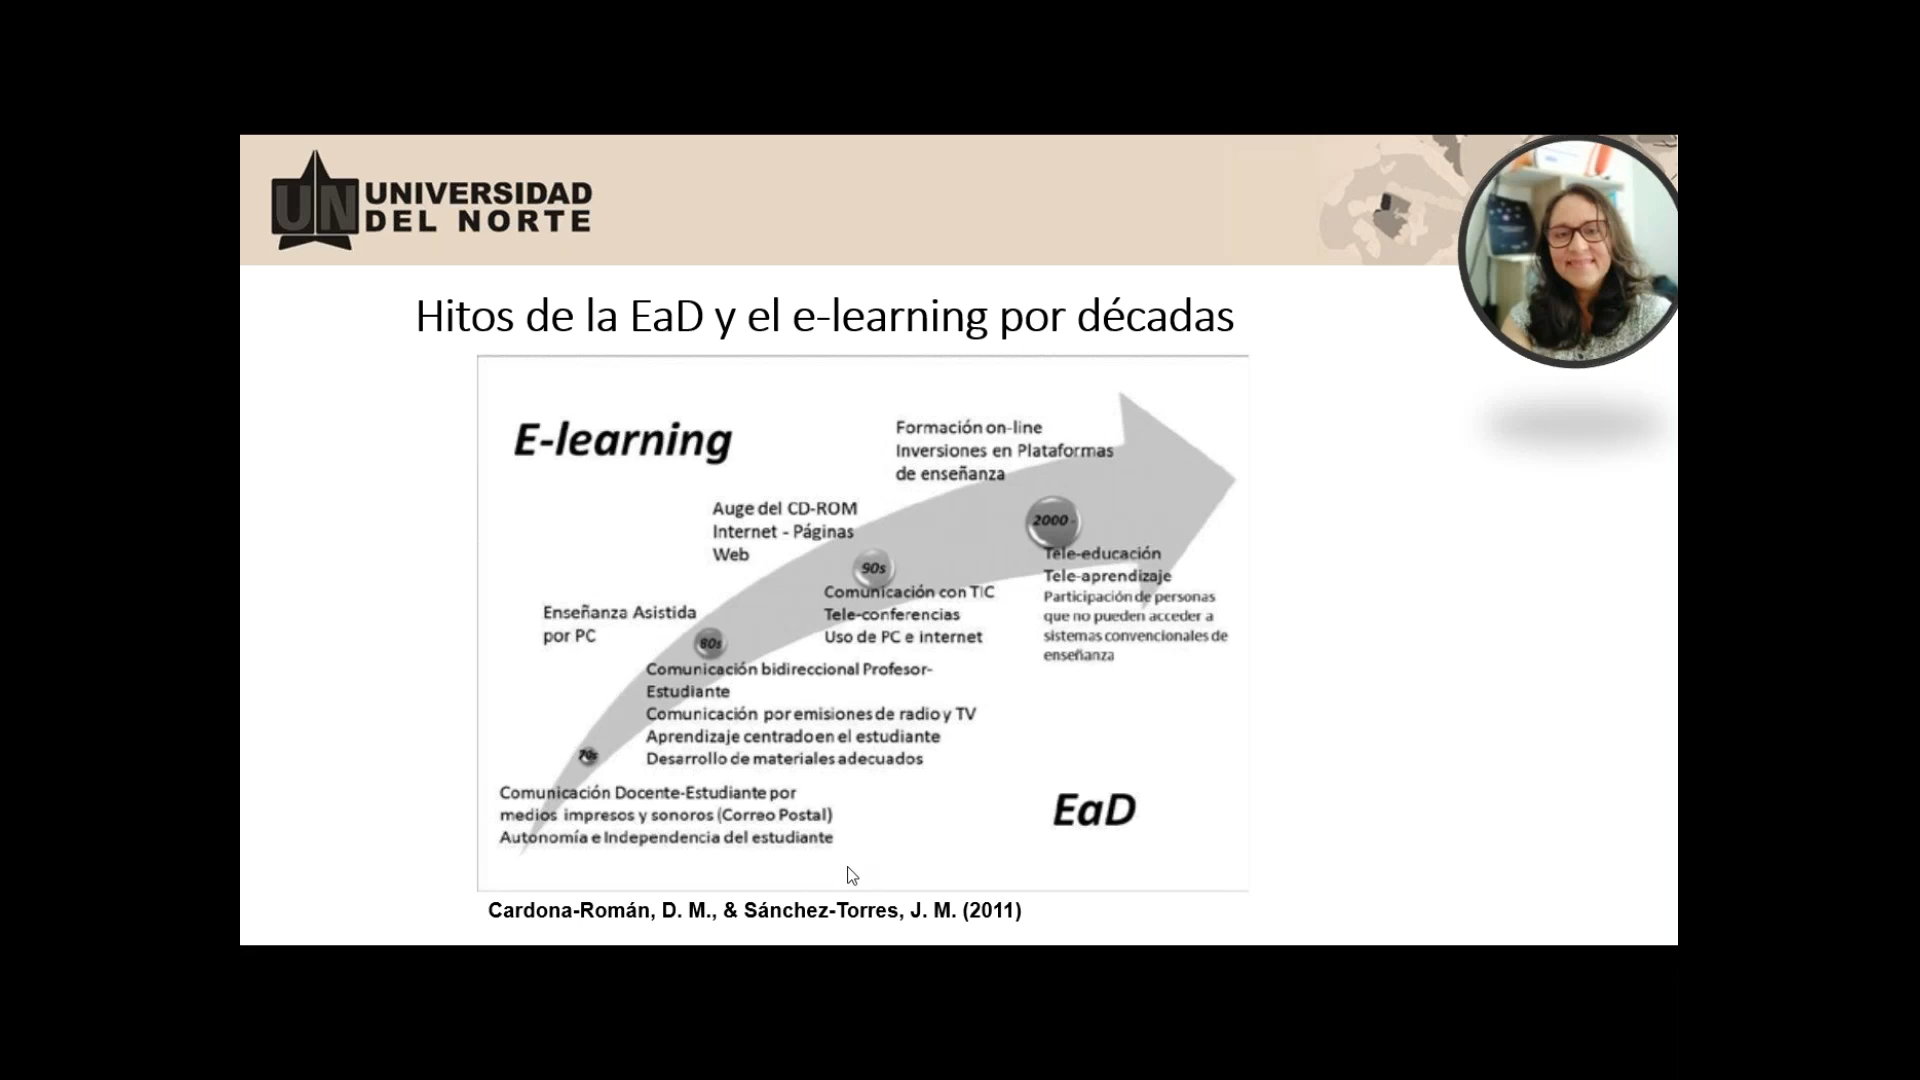 UN UNIVERSIDAD
DEL NORTE
Hitos de la EaD y el e-learning por décadas
E-learning
Formación on-line
Inversiones en Plataformas
de enseñanza
Auge del CD-ROM
Internet - Páginas
Web
2000-
Tele-educación
Tele-aprendizaje
Participación de personas
que no pueden acceder a
sistemas convencionales de
enseñanza
90s
Comunicación con TIC
Tele-conferencias
Uso de PC e internet
Enseñanza Asistida
por PC
80s
Comunicación bidireccional Profesor-
Estudiante
Comunicación por emisiones de radio y TV
Aprendizaje centrado en el estudiante
Desarrollo de materiales adecuados
70s
Comunicación Docente-Estudiante por
medios impresos y sonoros (Correo Postal)
Autonomía e Independencia del estudiante
EaD
Cardona-Román, D. M., & Sánchez-Torres, J. M. (2011)